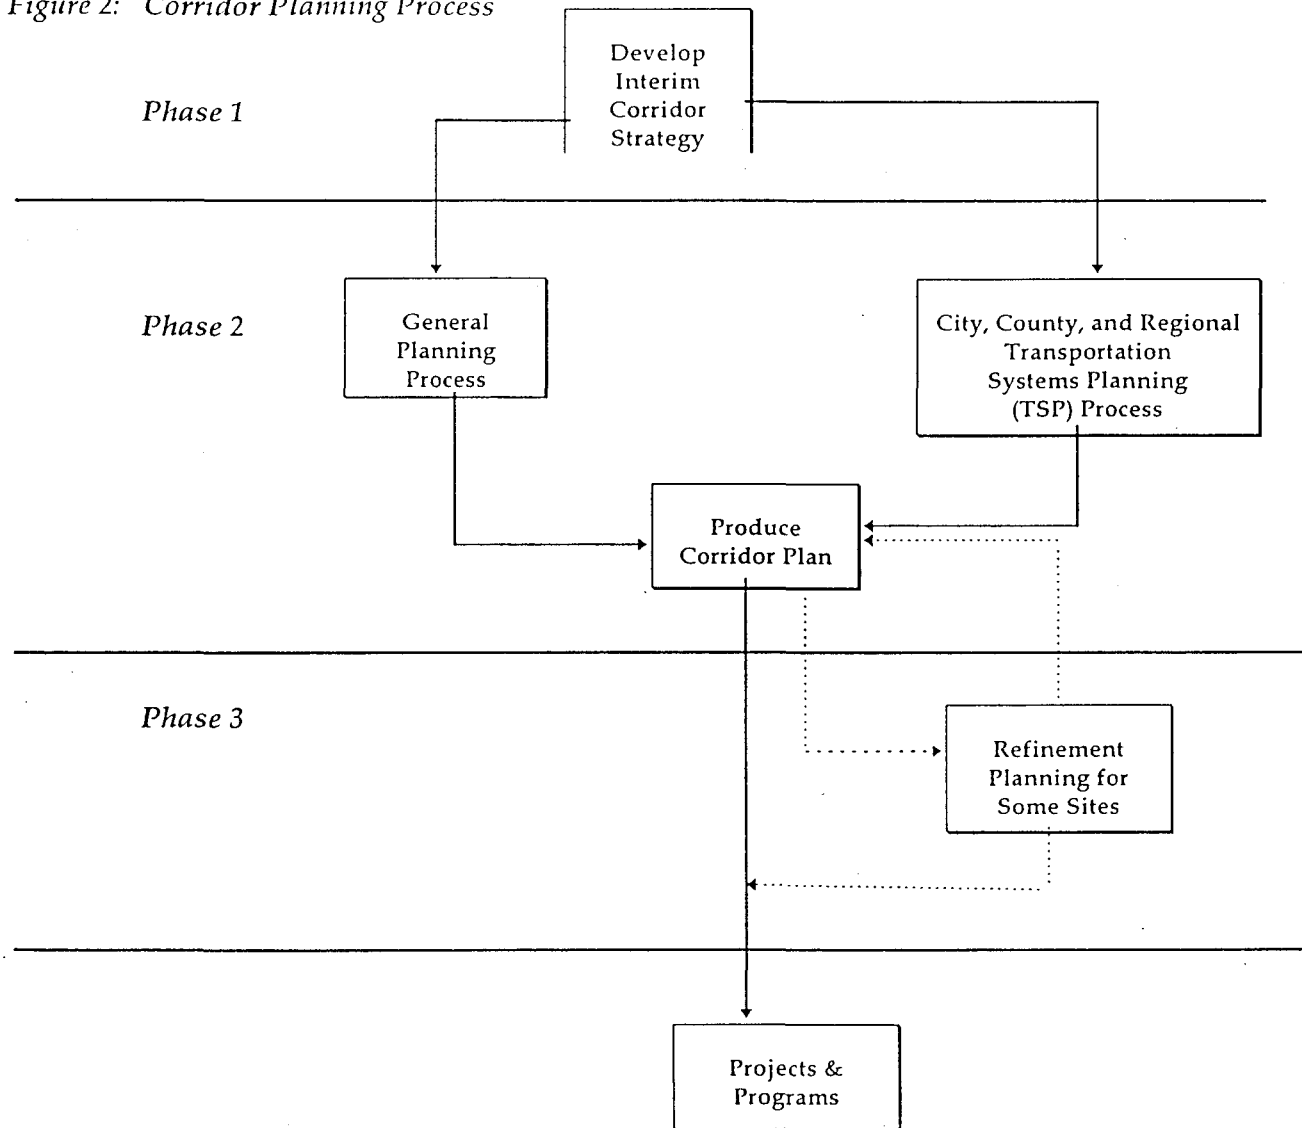 Figure 2: Corridor Planning Process
Develop
Interim
Corridor
Strategy
Phase 1
Phase 2
General
Planning
Process
City, County, and Regional
Transportation
Systems Planning
(TSP) Process
Produce
Corridor Plan
Phase 3
Refinement
Planning for
Some Sites
Projects &
Programs